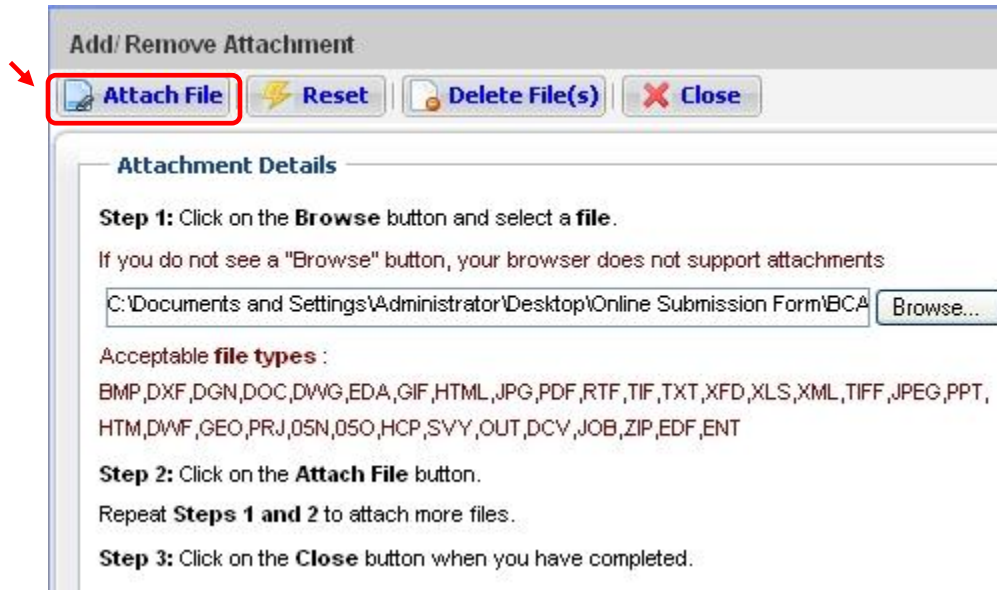 Add/Remove Attachment
Attach File Reset Delete File(s) Close
Attachment Details
Step 1: Click on the Browse button and select a file.
If you do not see a "Browse" button, your browser does not support attachments
C:\Documents and Settings\Administrator\Desktop\Online Submission Form\BCA Browse...
Acceptable file types :
BMP,DXF,DGN,DOC,DWG,EDA,GIF,HTML,JPG,PDF,RTF,TIF,TXT,XFD,XLS,XML,TIFF,JPEG,PPT,
HTM,DWF,GEO,PRJ,05N,05O,HCP,SVY,OUT,DCV,JOB,ZIP,EDF,ENT
Step 2: Click on the Attach File button.
Repeat Steps 1 and 2 to attach more files.
Step 3: Click on the Close button when you have completed.